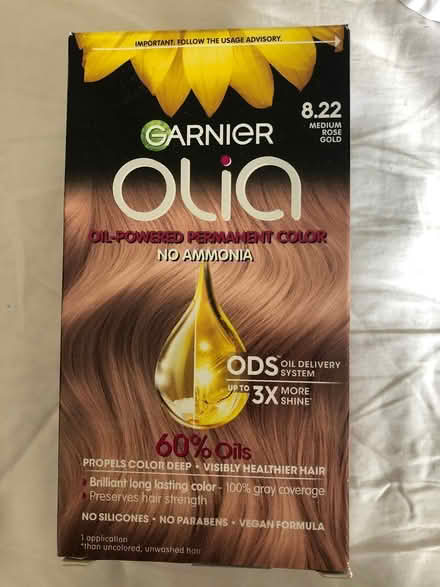 IMPORTANT: FOLLOW THE USAGE ADVISORY.
8.22
MEDIUM
ROSE
GOLD
GARNIER
OLIA
OIL-POWERED PERMANENT COLOR
NO AMMONIA
ODS™ OIL DELIVERY
SYSTEM
UP TO 3X MORE
SHINE*
60% Oils
PROPELS COLOR DEEP • VISIBLY HEALTHIER HAIR
• Brilliant long lasting color - 100% gray coverage
• Preserves hair strength
NO SILICONES • NO PARABENS • VEGAN FORMULA
1 application
*than uncolored, unwashed hair